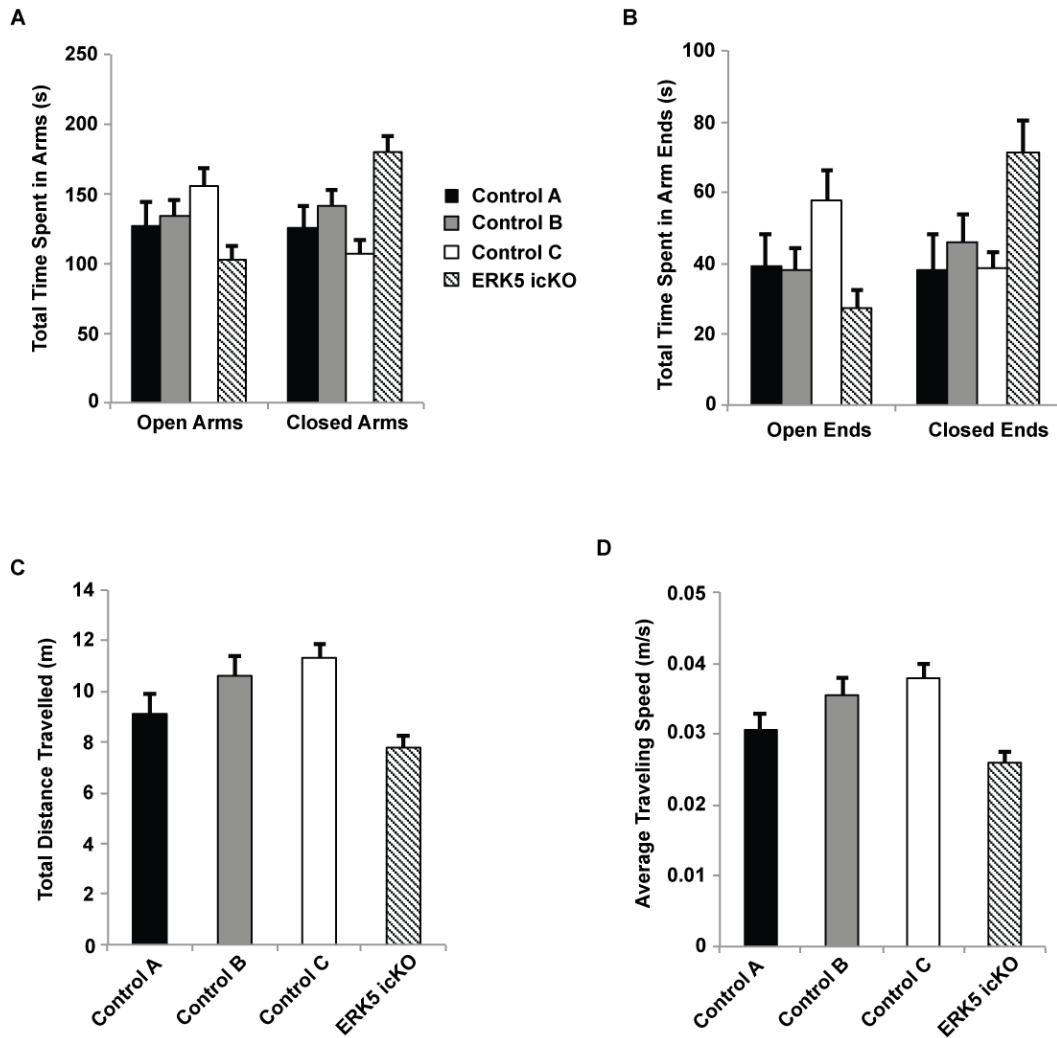 A
Total Time Spent in Arms (s)
250
200
150
100
50
0
Open Arms
Closed Arms
Control A
Control B
Control C
ERK5 icKO
B
Total Time Spent in Arm Ends (s)
100
80
60
40
20
0
Open Ends
Closed Ends
C
Total Distance Travelled (m)
14
12
10
8
6
4
2
0
Control A
Control B
Control C
ERK5 icKO
D
Average Traveling Speed (m/s)
0.05
0.04
0.03
0.02
0.01
0
Control A
Control B
Control C
ERK5 icKO